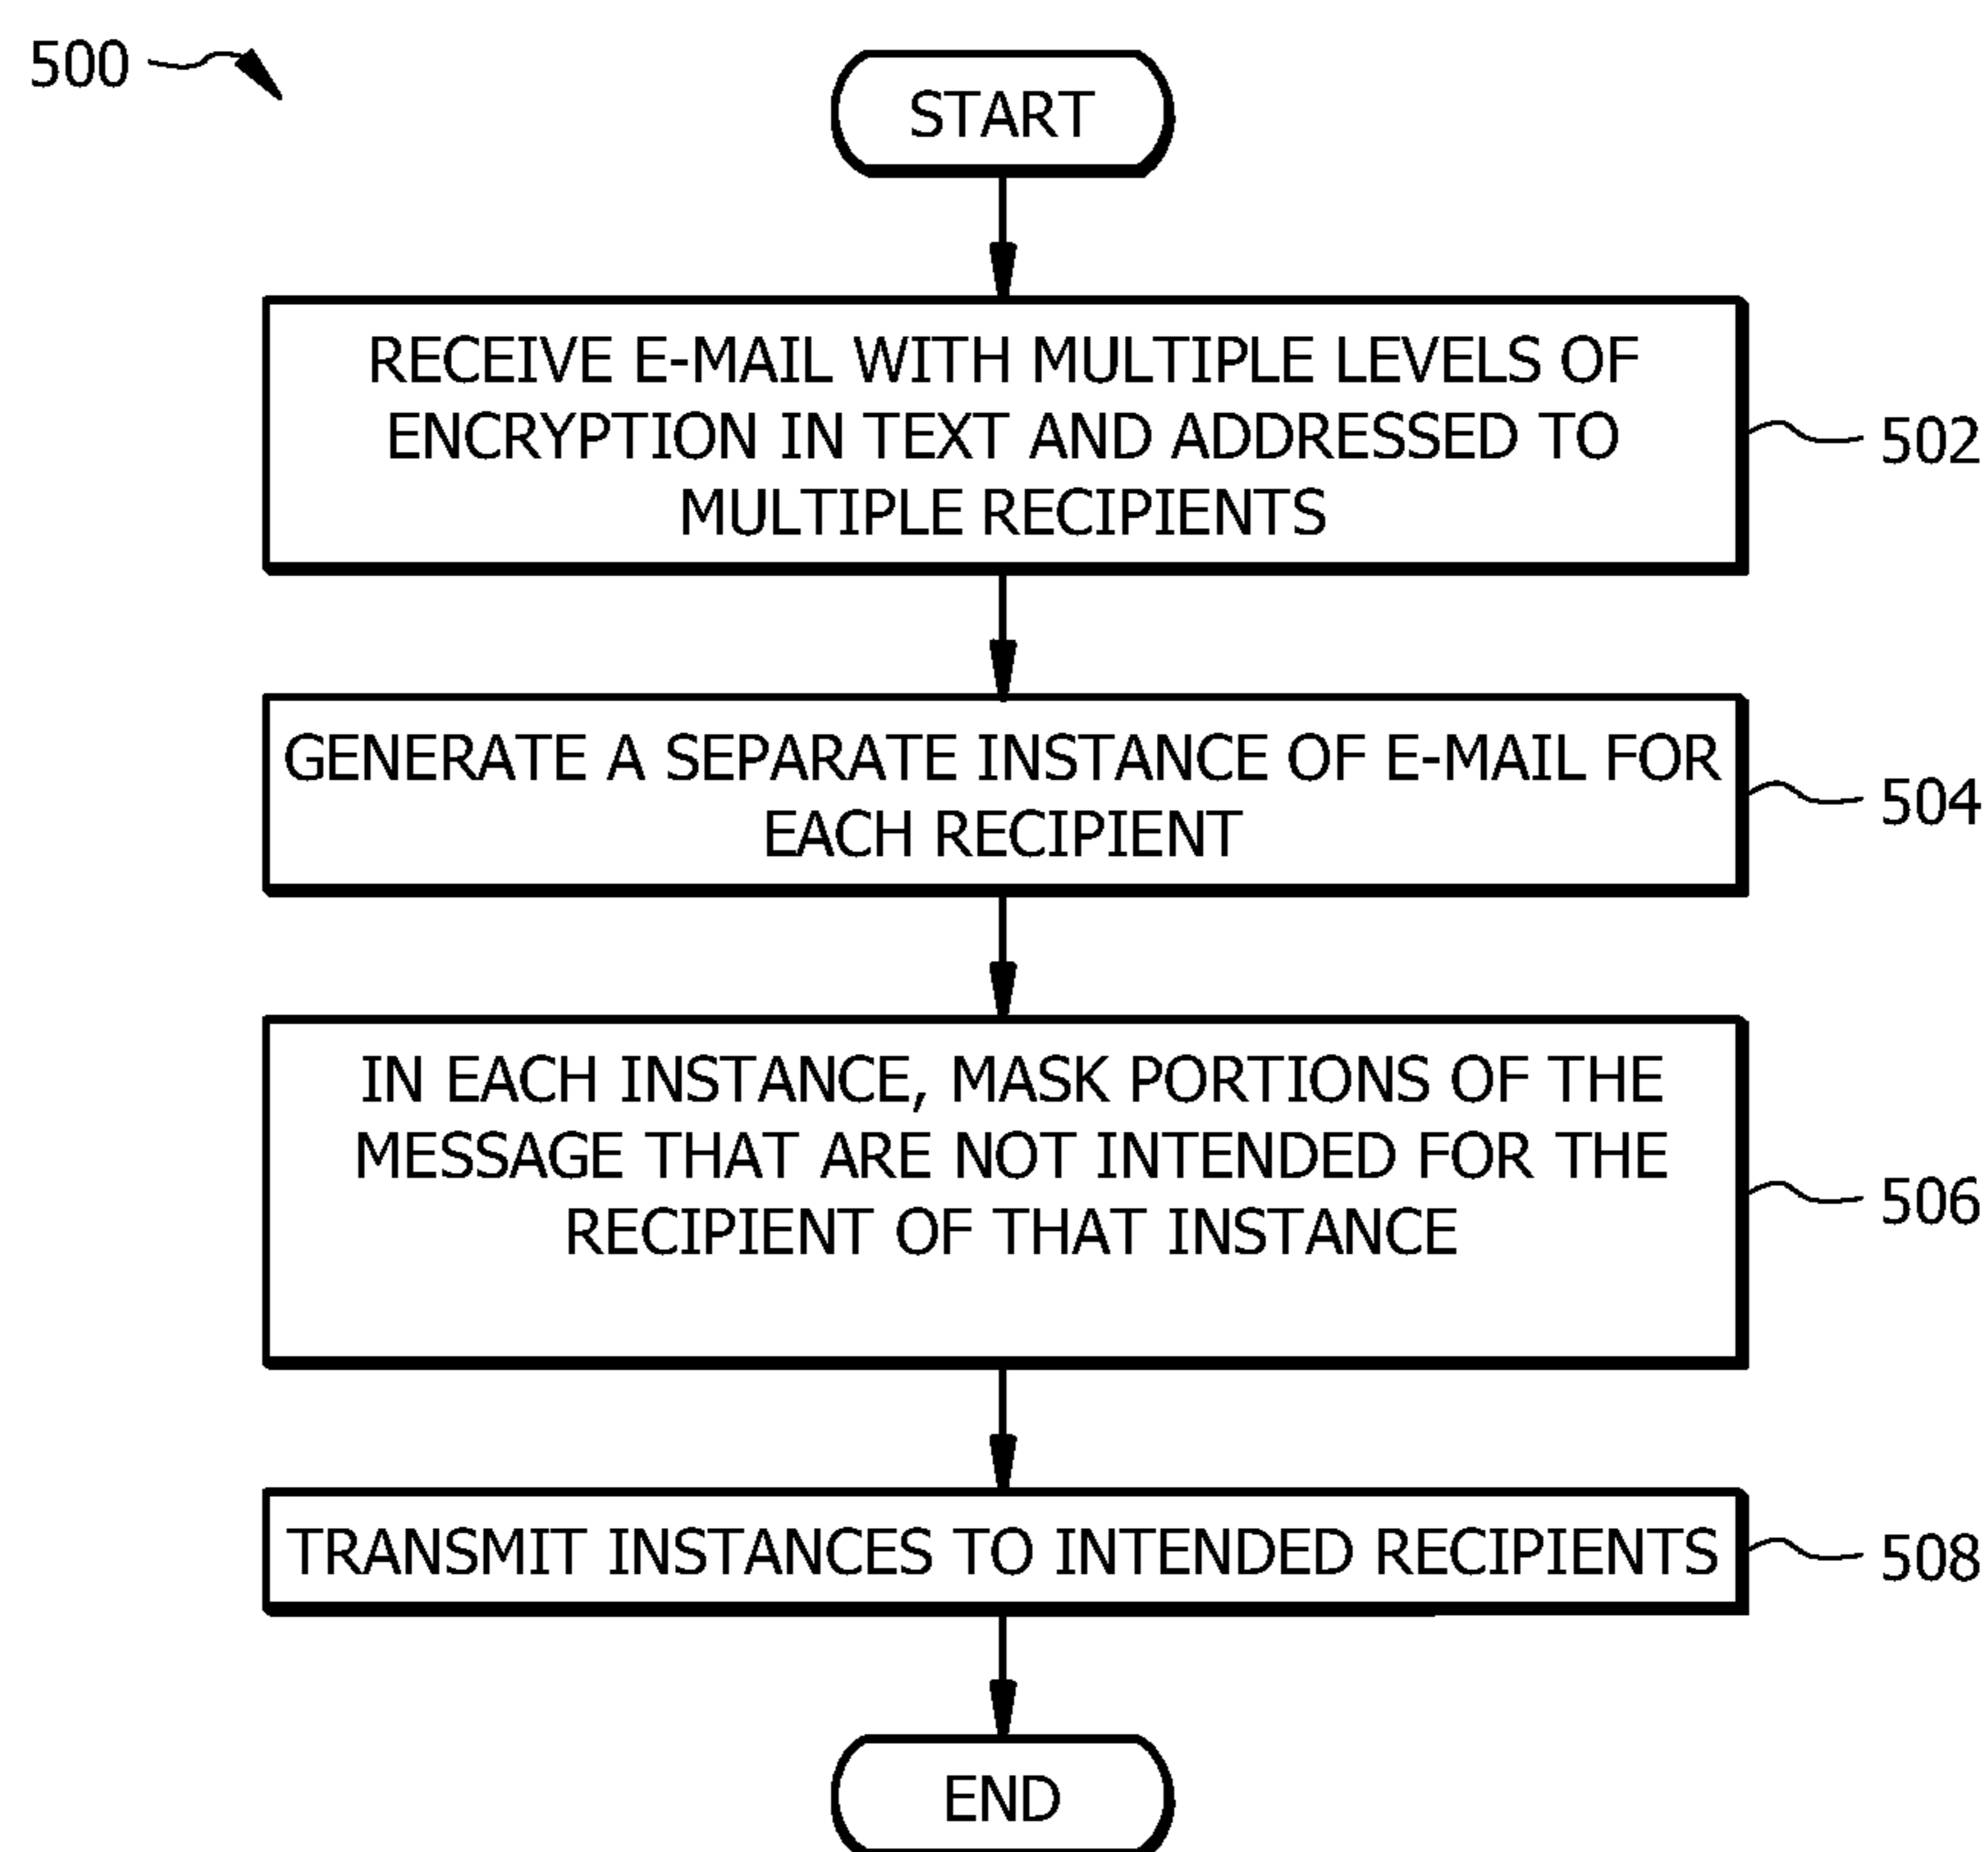 500
START
RECEIVE E-MAIL WITH MULTIPLE LEVELS OF
ENCRYPTION IN TEXT AND ADDRESSED TO
MULTIPLE RECIPIENTS
502
GENERATE A SEPARATE INSTANCE OF E-MAIL FOR
EACH RECIPIENT
504
IN EACH INSTANCE, MASK PORTIONS OF THE
MESSAGE THAT ARE NOT INTENDED FOR THE
RECIPIENT OF THAT INSTANCE
506
TRANSMIT INSTANCES TO INTENDED RECIPIENTS
508
END